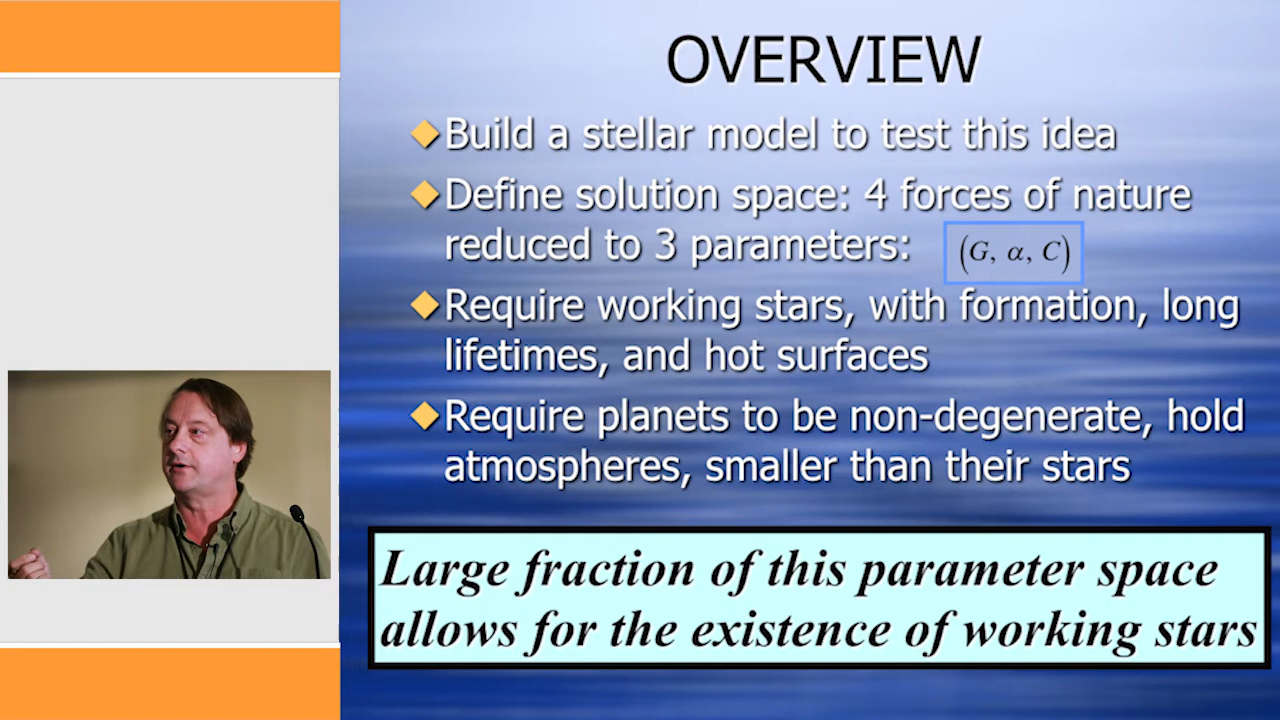 OVERVIEW
Build a stellar model to test this idea
Define solution space: 4 forces of nature
reduced to 3 parameters: (G, α, C)
Require working stars, with formation, long
lifetimes, and hot surfaces
Require planets to be non-degenerate, hold
atmospheres, smaller than their stars
Large fraction of this parameter space
allows for the existence of working stars